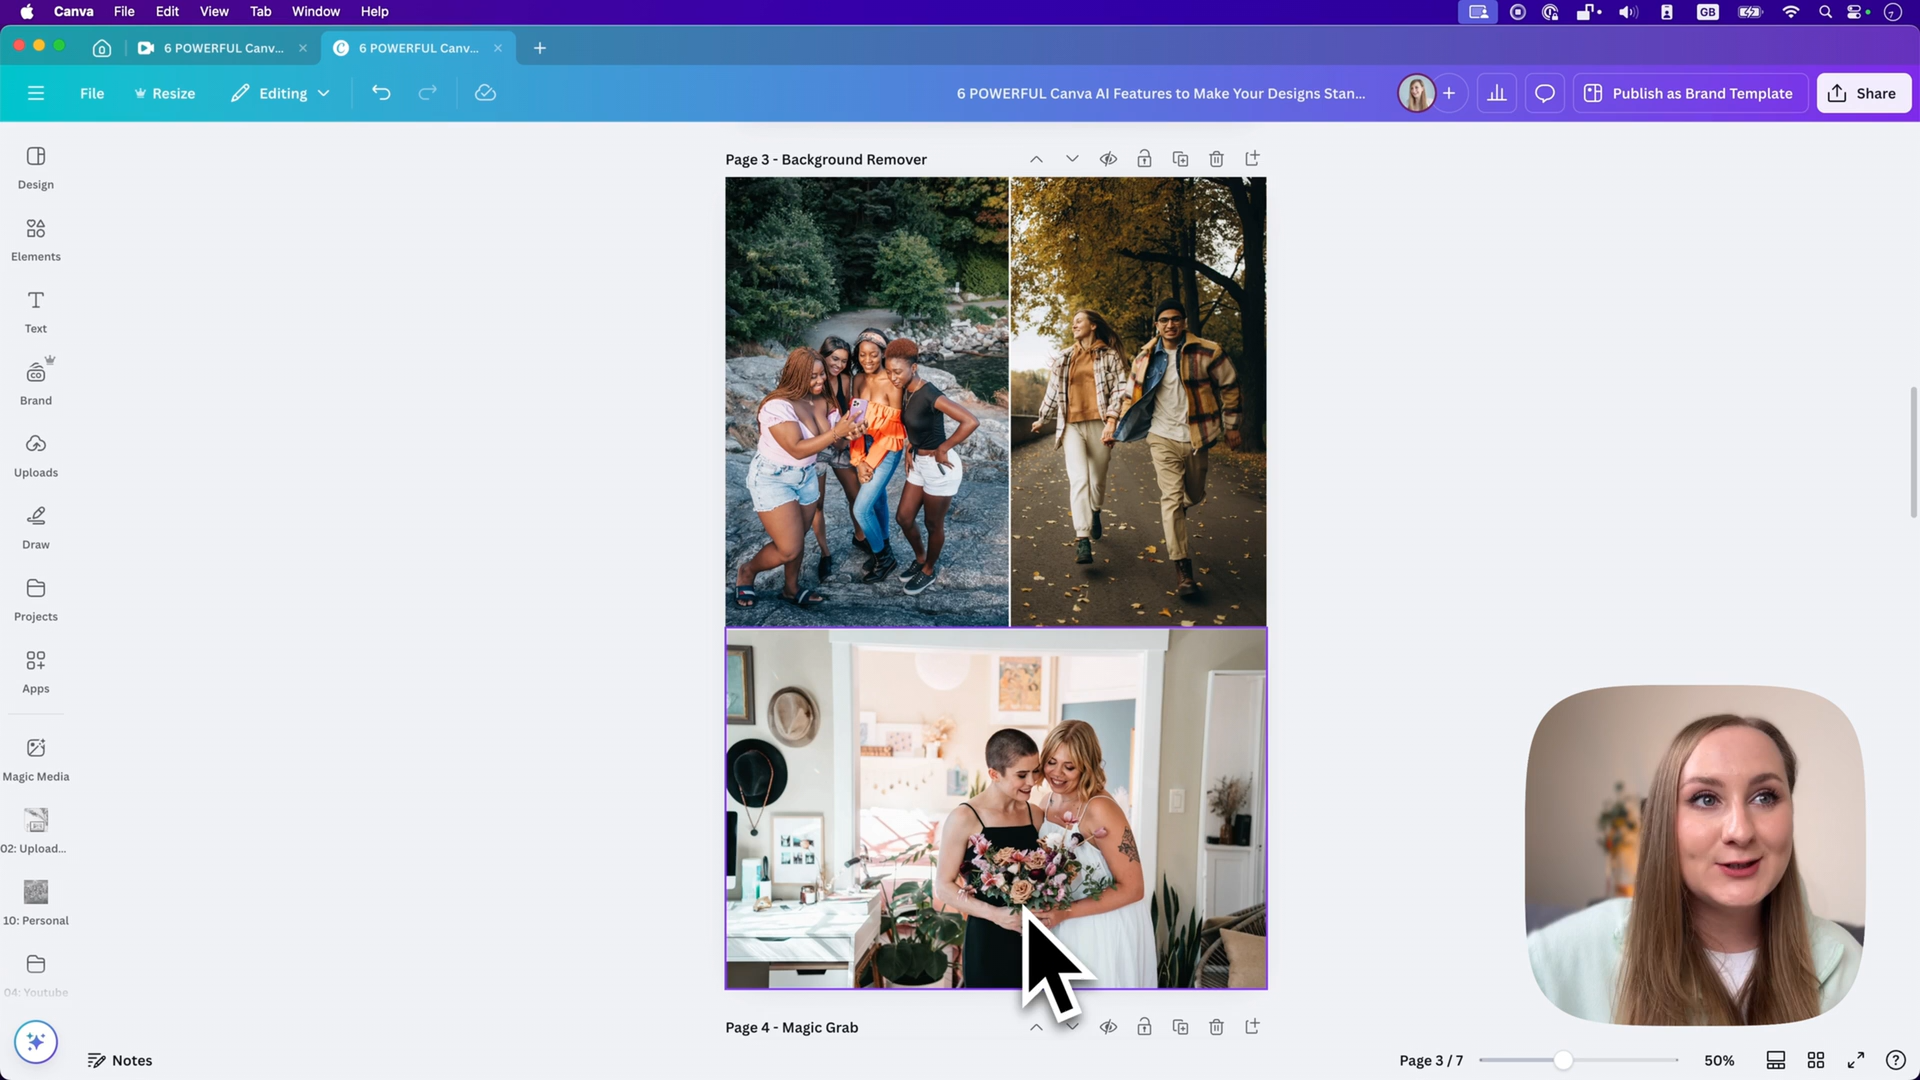 Canva File Edit View Tab Window Help
GB
6 POWERFUL Canv...
6 POWERFUL Canv...
File Resize Editing
6 POWERFUL Canva AI Features to Make Your Designs Stan...
Publish as Brand Template
Share
Design
Elements
Text
Brand
Uploads
Draw
Projects
Apps
Magic Media
02: Upload...
10: Personal
04: Youtube
Page 3 - Background Remover
Page 4 - Magic Grab
Notes
Page 3 / 7
50%